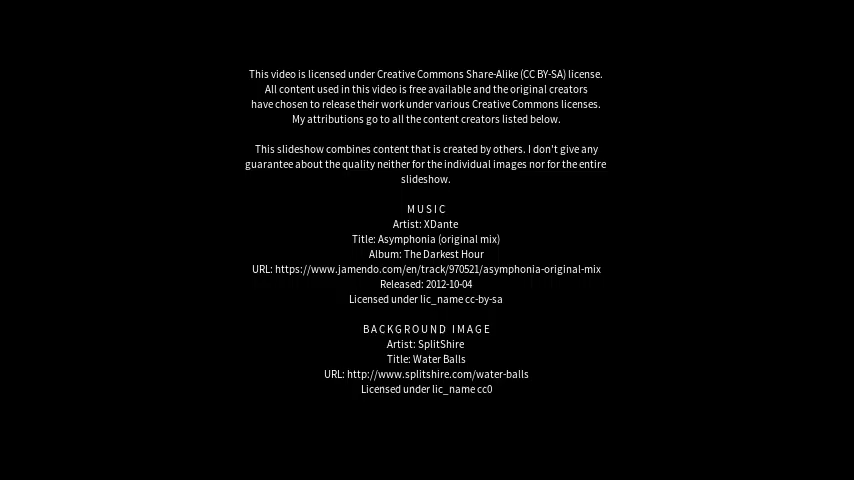 This video is licensed under Creative Commons Share-Alike (CC BY-SA) license.
All content used in this video is free available and the original creators
have chosen to release their work under various Creative Commons licenses.
My attributions go to all the content creators listed below.
This slideshow combines content that is created by others. I don't give any
guarantee about the quality neither for the individual images nor for the entire
slideshow.
MUSIC
Artist: XDante
Title: Asymphonia (original mix)
Album: The Darkest Hour
URL: https://www.jamendo.com/en/track/970521/asymphonia-original-mix
Released: 2012-10-04
Licensed under lic_name cc-by-sa
BACKGROUND IMAGE
Artist: SplitShire
Title: Water Balls
URL: http://www.splitshire.com/water-balls
Licensed under lic_name cc0